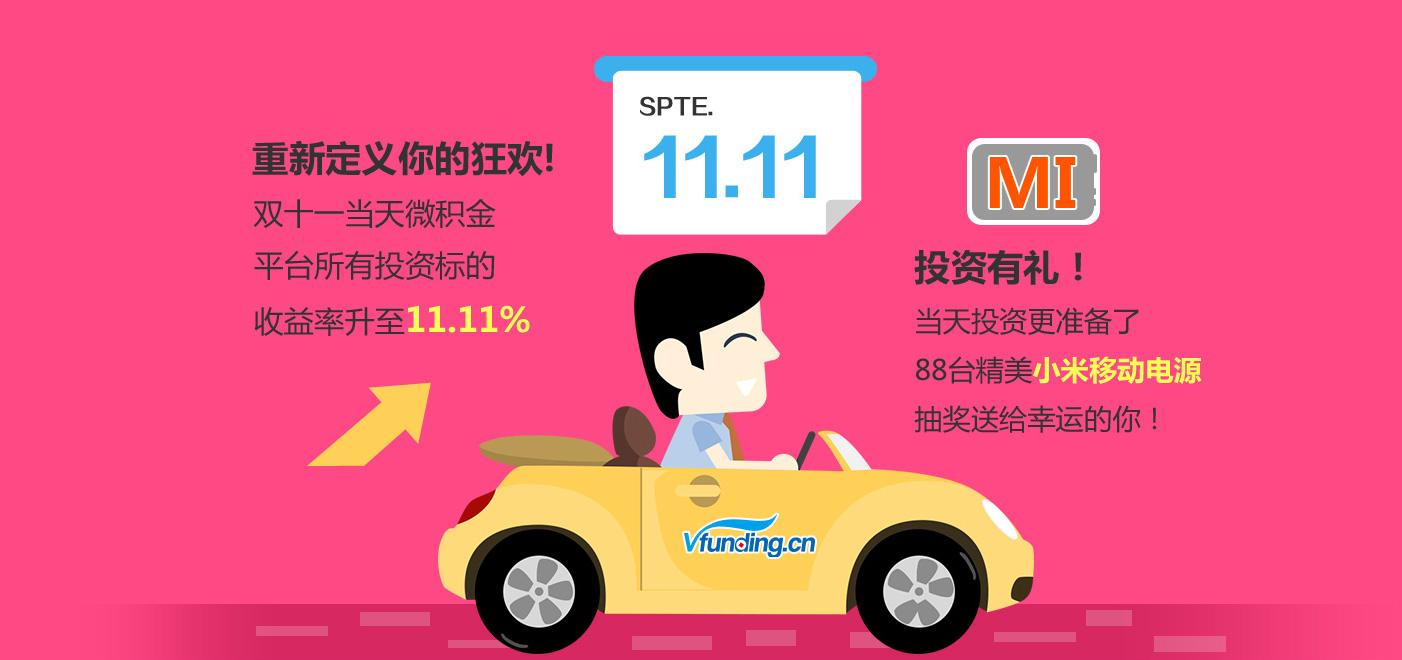 SPTE.
11.11
重新定义你的狂欢!
双十一当天微积金
平台所有投资标的
收益率升至11.11%
MI
投资有礼！
当天投资更准备了
88台精美小米移动电源
抽奖送给幸运的你！
Vfunding.cn